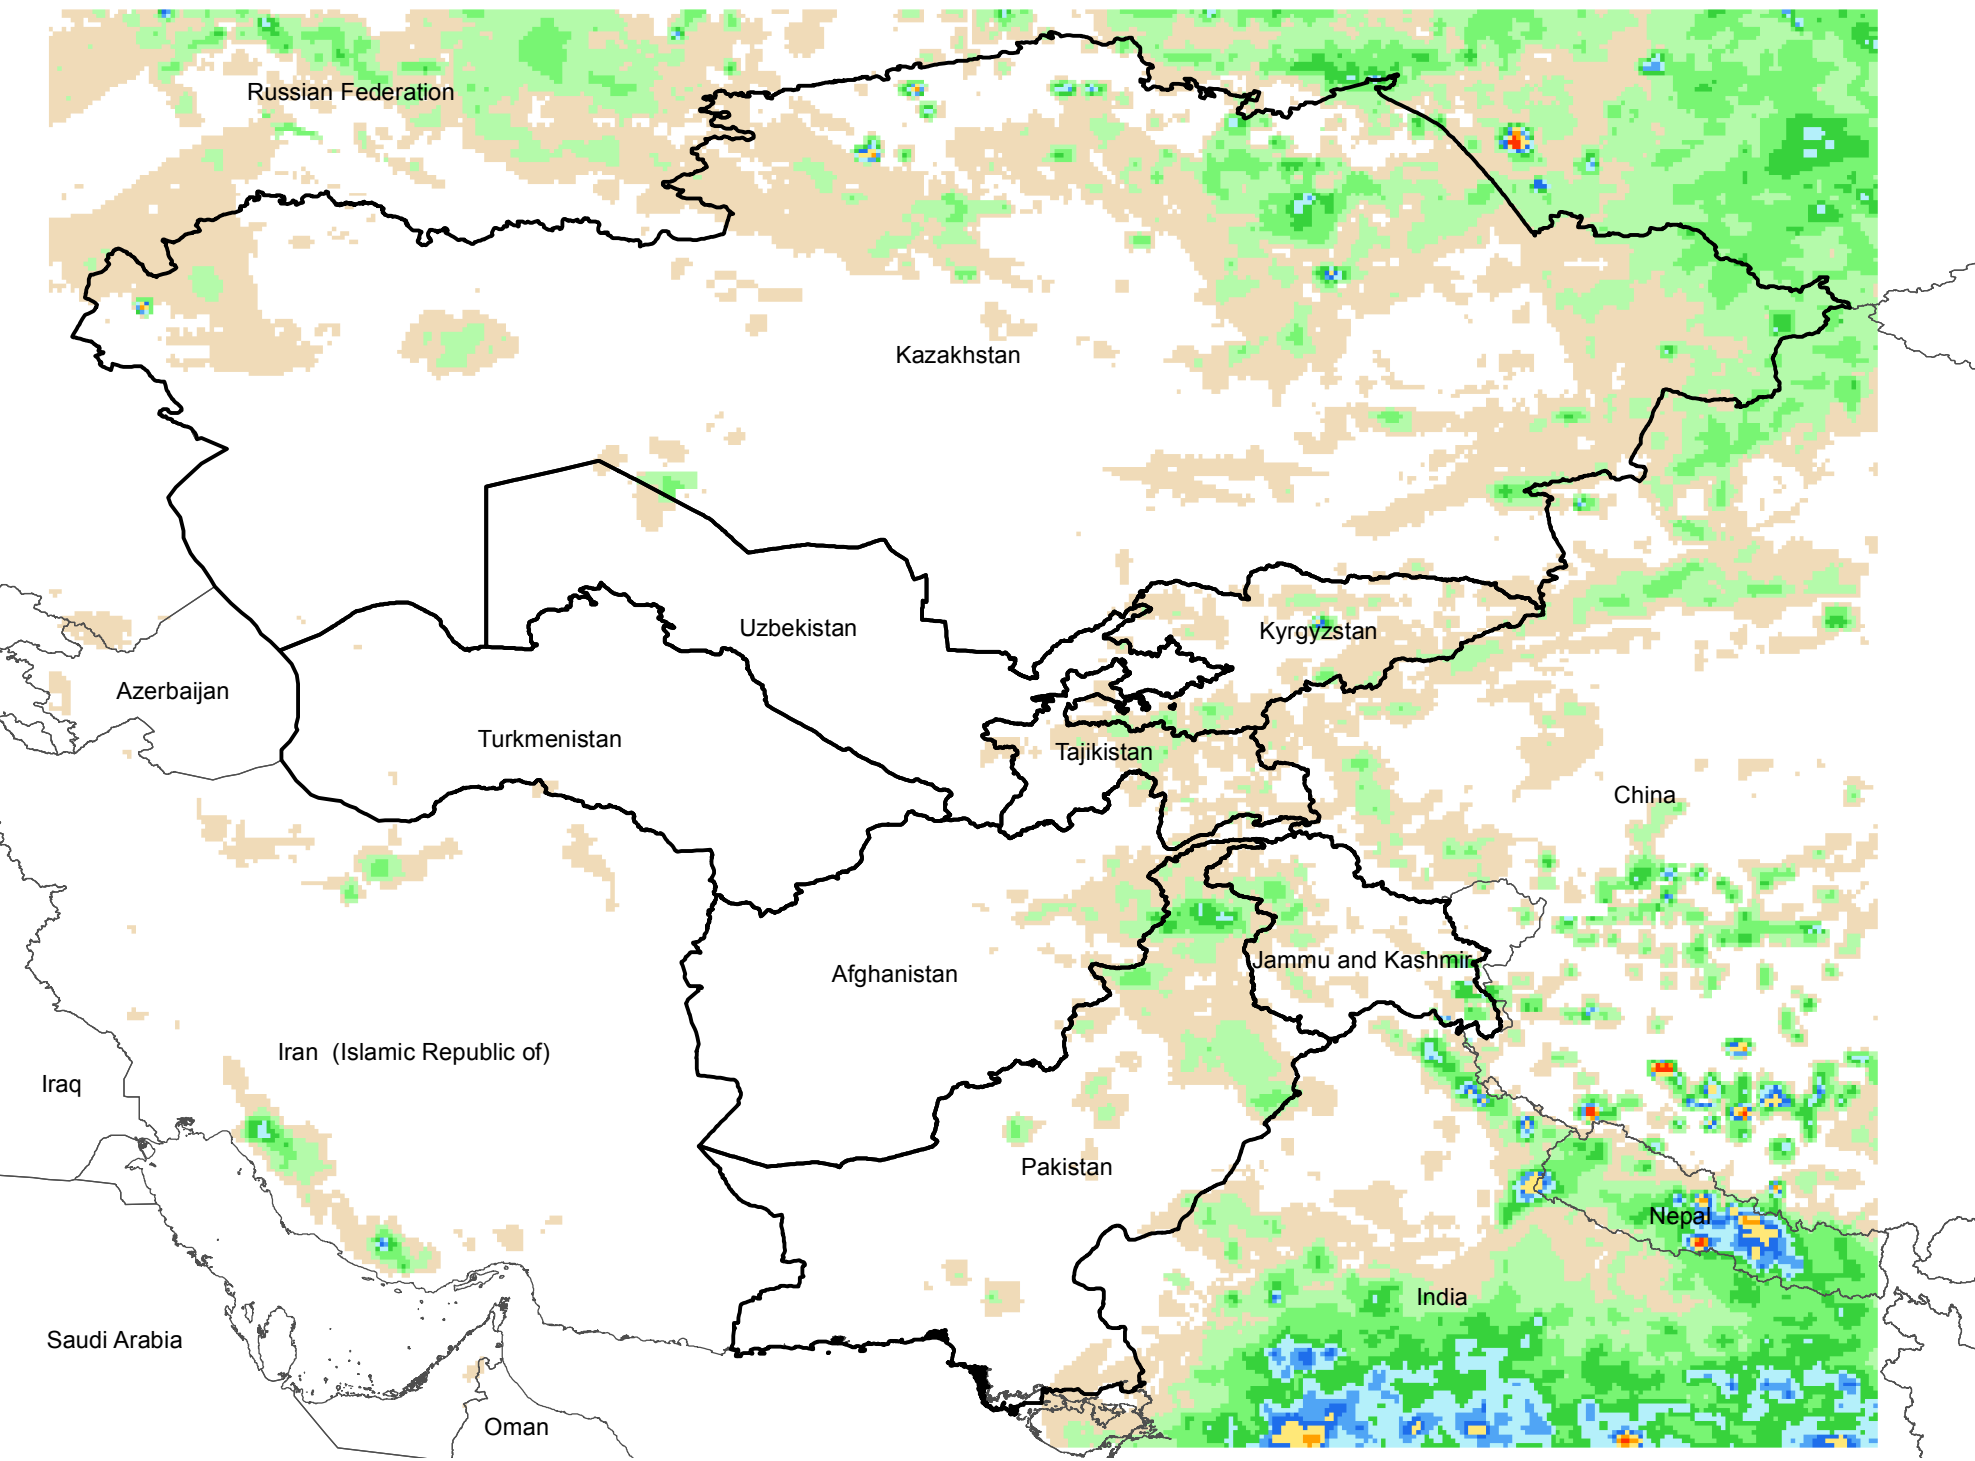 Russian Federation
Kazakhstan
Uzbekistan
Kyrgyzstan
Azerbaijan
Turkmenistan
Tajikistan
China
Afghanistan
Jammu and Kashmir
Iran  (Islamic Republic of)
Iraq
Pakistan
Nepal
India
Saudi Arabia
Oman